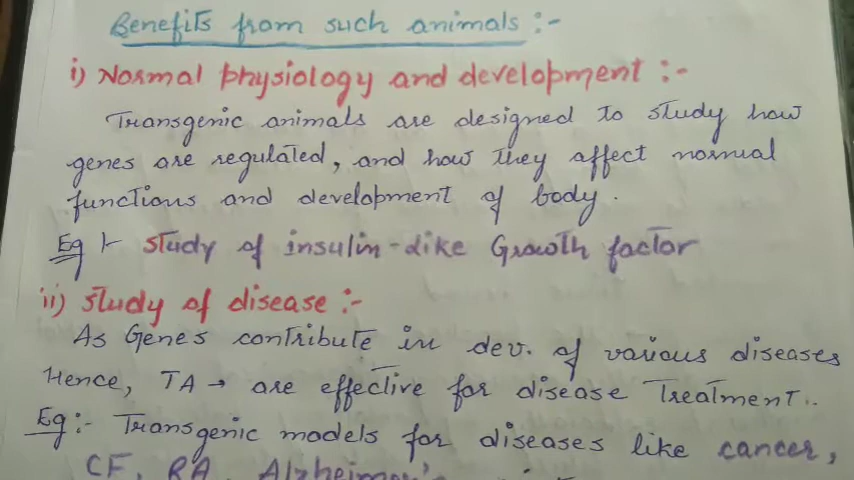 Benefits from such animals :-
i) Normal physiology and development :-
Transgenic animals are designed to study how
genes are regulated, and how they affect normal
functions and development of body.
Eg :- Study of insulin-like Growth factor
ii) Study of disease :-
As Genes contribute in dev. of various diseases
Hence, TA → are effective for disease Treatment..
Eg:- Transgenic models for diseases like cancer,
CF, RA, Alzheimer's